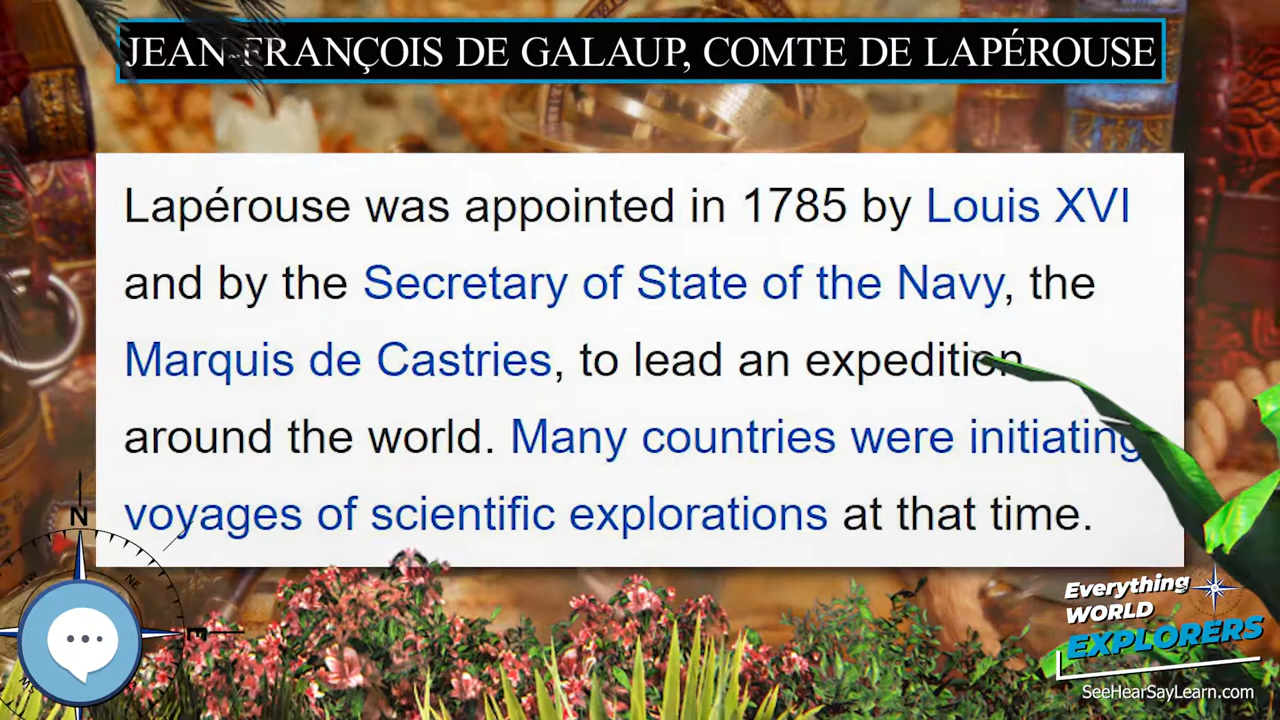 JEAN-FRANÇOIS DE GALAUP, COMTE DE LAPÉROUSE
Lapérouse was appointed in 1785 by Louis XVI
and by the Secretary of State of the Navy, the
Marquis de Castries, to lead an expedition
around the world. Many countries were initiating
voyages of scientific explorations at that time.
N
NW
NE
E
Everything
WORLD
EXPLORERS
SeeHearSayLearn.com